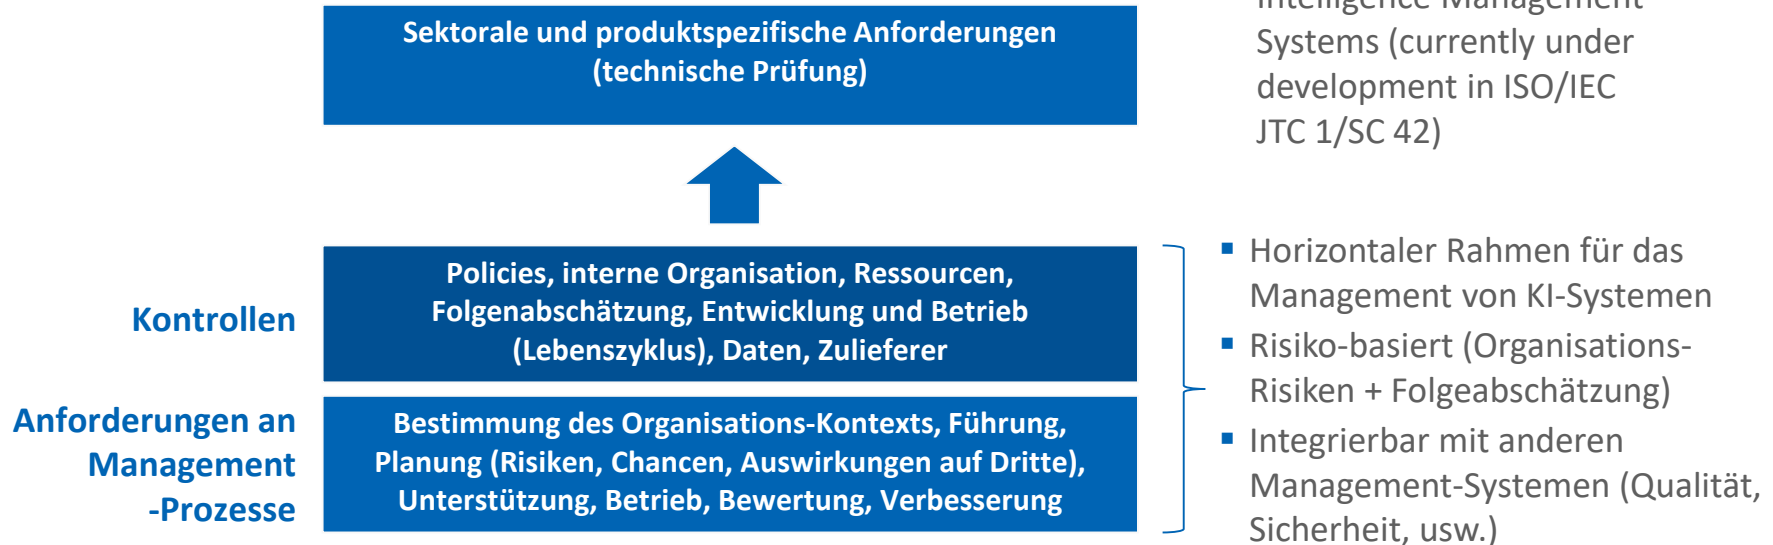 Sektorale und produktspezifische Anforderungen
(technische Prüfung)
Intelligence Management
Systems (currently under
development in ISO/IEC
JTC 1/SC 42)
Kontrollen
Policies, interne Organisation, Ressourcen,
Folgenabschätzung, Entwicklung und Betrieb
(Lebenszyklus), Daten, Zulieferer
Anforderungen an
Management
-Prozesse
Bestimmung des Organisations-Kontexts, Führung,
Planung (Risiken, Chancen, Auswirkungen auf Dritte),
Unterstützung, Betrieb, Bewertung, Verbesserung
▪ Horizontaler Rahmen für das
Management von KI-Systemen
▪ Risiko-basiert (Organisations-
Risiken + Folgeabschätzung)
▪ Integrierbar mit anderen
Management-Systemen (Qualität,
Sicherheit, usw.)